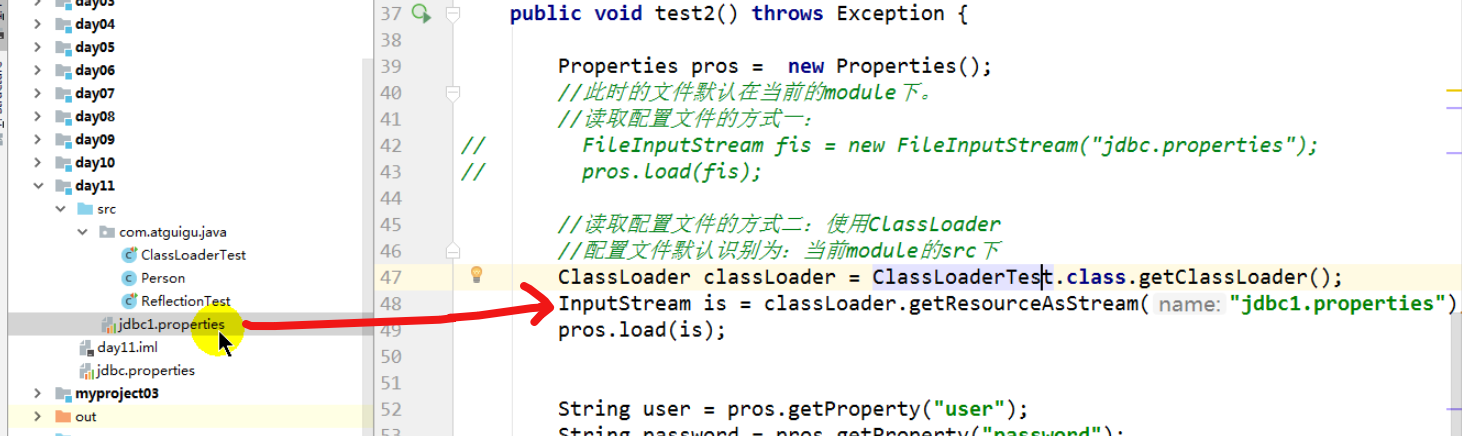 day03
day04
day05
day06
day07
day08
day09
day10
day11
src
com.atguigu.java
ClassLoaderTest
Person
ReflectionTest
jdbc1.properties
day11.iml
jdbc.properties
myproject03
out
37 public void test2() throws Exception {
38
39 Properties pros =  new Properties();
40 //此时的文件默认在当前的module下。
41 //读取配置文件的方式一：
42 // FileInputStream fis = new FileInputStream("jdbc.properties");
43 // pros.load(fis);
44
45 //读取配置文件的方式二：使用ClassLoader
46 //配置文件默认识别为：当前module的src下
47 ClassLoader classLoader = ClassLoaderTest.class.getClassLoader();
48 InputStream is = classLoader.getResourceAsStream( name: "jdbc1.properties")
49 pros.load(is);
50
51
52 String user = pros.getProperty("user");
53 String password = pros.getProperty("password");